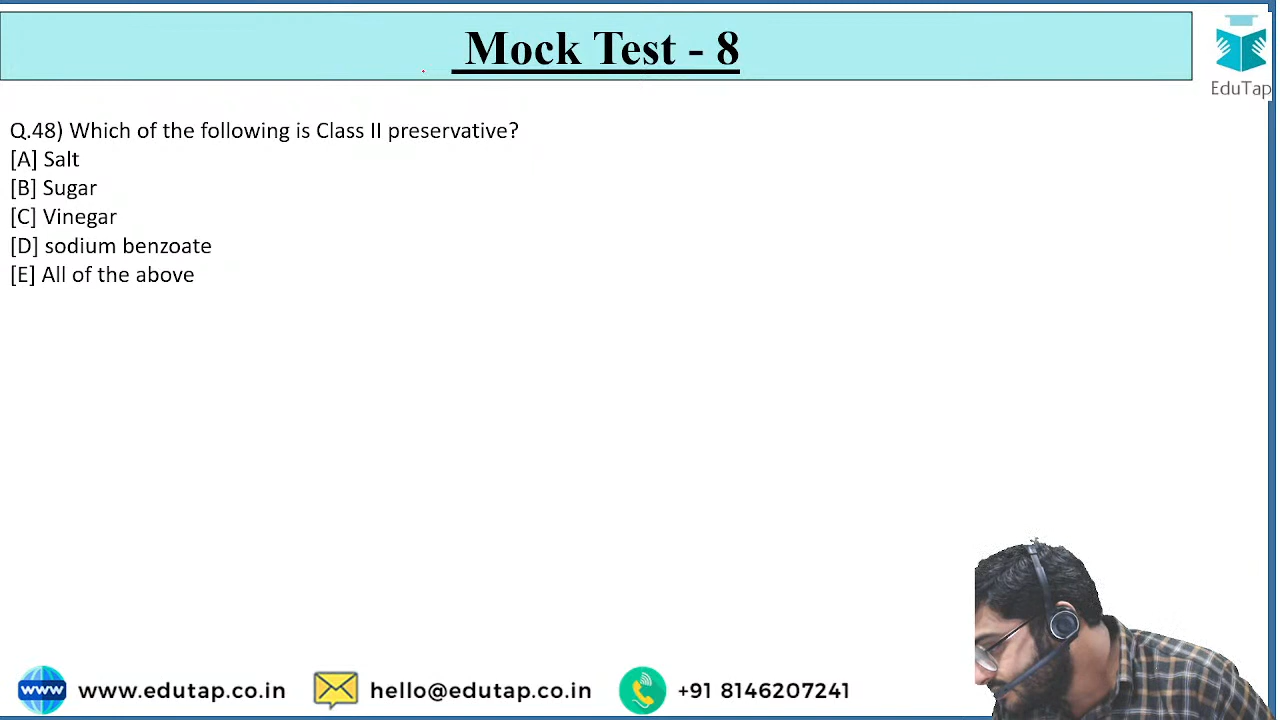 Mock Test - 8
EduTap
Q.48) Which of the following is Class II preservative?
[A] Salt
[B] Sugar
[C] Vinegar
[D] sodium benzoate
[E] All of the above
www www.edutap.co.in hello@edutap.co.in +91 8146207241